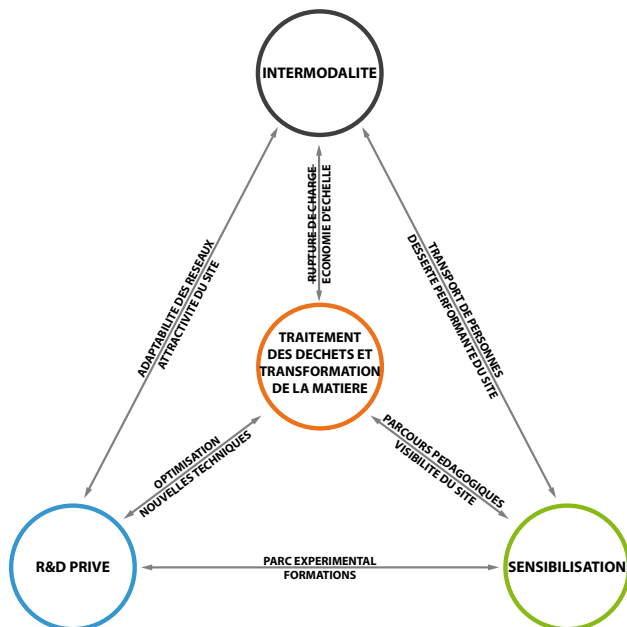 INTERMODALITE
RUPTURE DE CHARGE
ECONOMIE D'ECHELLE
ADAPTABILITE DES RESEAUX
ATTRACTIVITE DU SITE
TRANSPORT DE PERSONNES
DESSERTE PERFORMANTE DU SITE
TRAITEMENT
DES DECHETS ET
TRANSFORMATION
DE LA MATIERE
OPTIMISATION
NOUVELLES TECHNIQUES
PARCOURS PEDAGOGIQUES
VISIBILITE DU SITE
R&D PRIVE
PARC EXPERIMENTAL
FORMATIONS
SENSIBILISATION